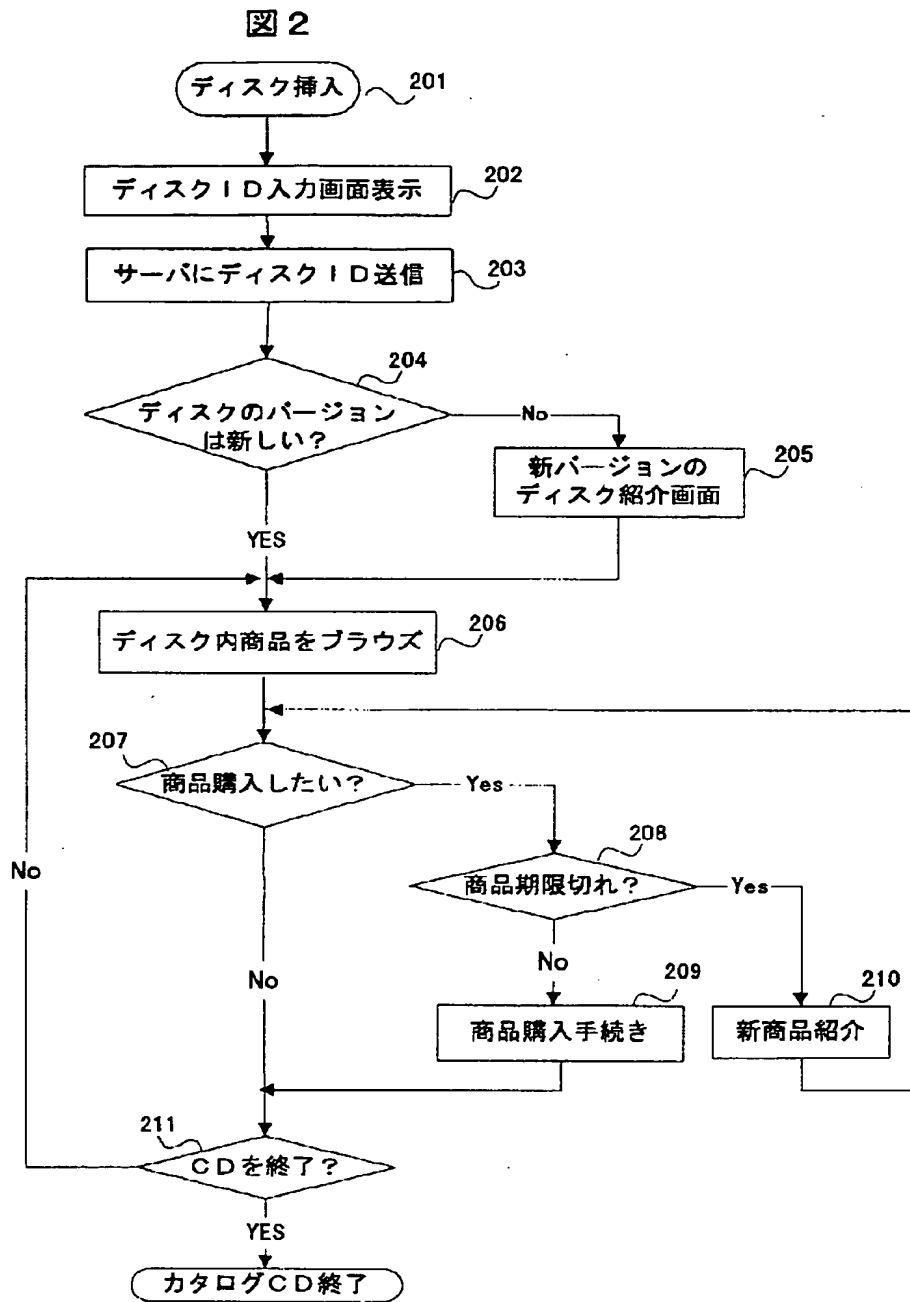 図2
ディスク挿入
201
ディスクID入力画面表示
202
サーバにディスクID送信
203
204
ディスクのバージョン
は新しい?
No
新バージョンの
ディスク紹介画面
205
YES
ディスク内商品をブラウズ
206
207
商品購入したい?
Yes
208
商品期限切れ?
Yes
No
No
No
209
商品購入手続き
210
新商品紹介
211
CDを終了?
YES
カタログCD終了